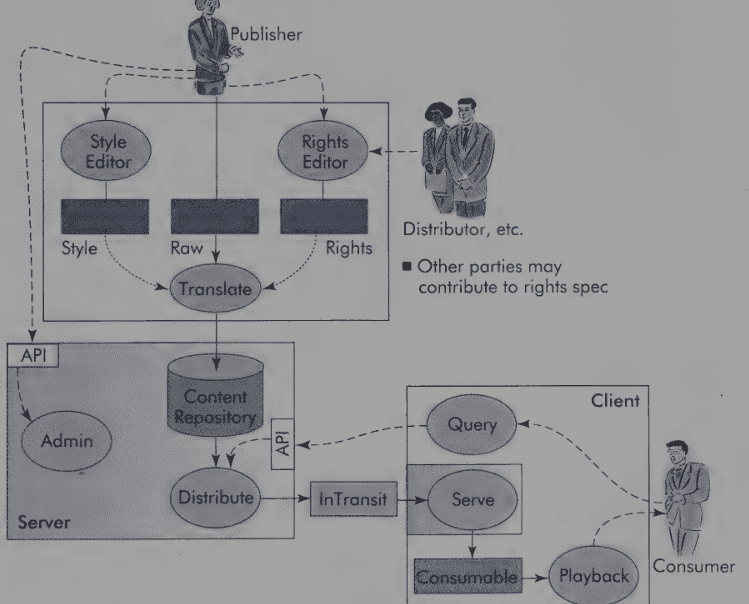 Publisher
Style
Editor
Rights
Editor
Style
Raw
Rights
Distributor, etc.
Translate
■ Other parties may
contribute to rights spec
API
Content
Repository
Client
Admin
API
Query
Distribute
InTransit
Serve
Server
Consumable
Playback
Consumer